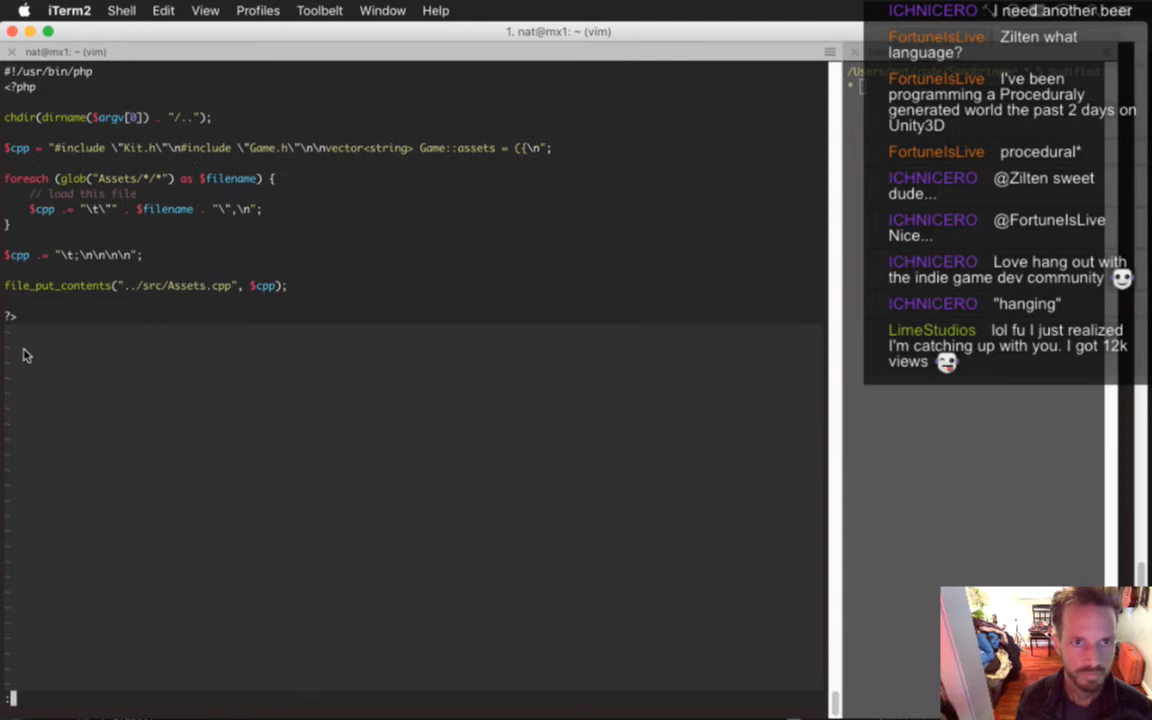 iTerm2 Shell Edit View Profiles Toolbelt Window Help
1. nat@mx1: ~ (vim)
nat@mx1: ~ (vim)
#!/usr/bin/php
<?php
chdir(dirname($argv[0]) . "/..");
$cpp = "#include \"Kit.h\"\n#include \"Game.h\"\n\nvector<string> Game::assets = ({\n";
foreach (glob("Assets/*/*") as $filename) {
// load this file
$cpp .= "\t\"" . $filename . "\",\n";
}
$cpp .= "\t;\n\n\n\n";
file_put_contents("../src/Assets.cpp", $cpp);
?>
:
ICHNICERO I need another beer
FortuneIsLive Zilten what
language?
FortuneIsLive I've been
programming a Proceduraly
generated world the past 2 days on
Unity3D
FortuneIsLive procedural*
ICHNICERO @Zilten sweet
dude...
ICHNICERO @FortuneIsLive
Nice...
ICHNICERO Love hang out with
the indie game dev community
ICHNICERO "hanging"
LimeStudios lol fu I just realized
I'm catching up with you. I got 12k
views